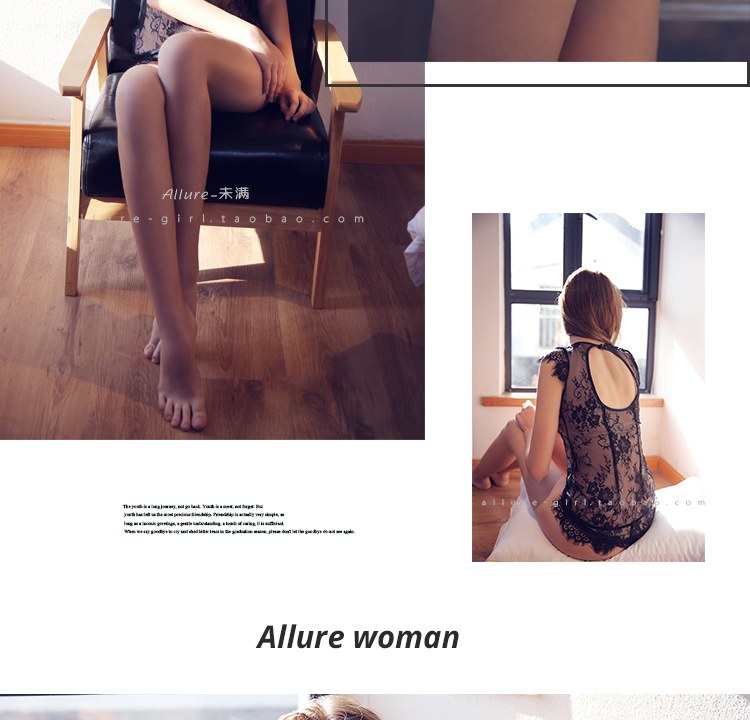 Allure-未满
allure-girl.taobao.com
allure-girl.taobao.com
The youth is a long journey, not go back. Youth is a meet, not forget. But
youth has left us the most precious friendship. Friendship is actually very simple, as
long as a laconic greetings, a gentle understanding, a touch of caring, it is sufficient.
When we say goodbye to cry and shed bitter tears in the graduation season, please don't let the goodbye do not see again.
Allure woman